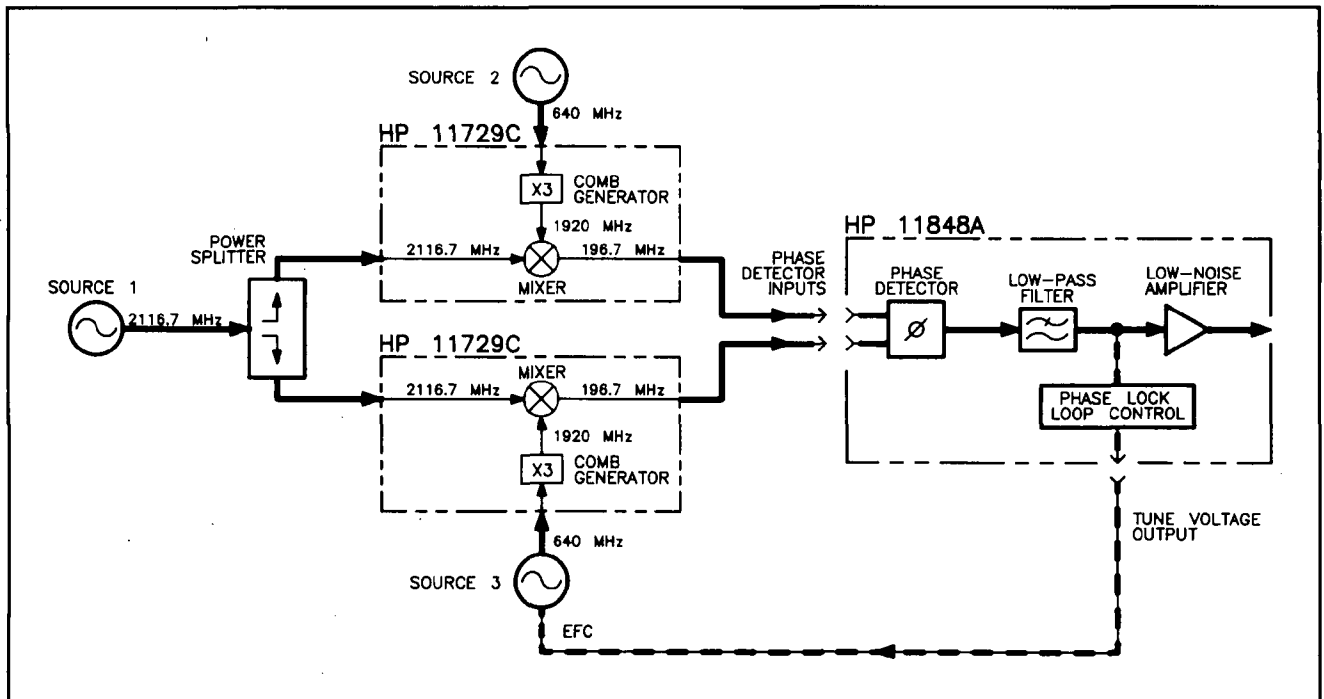 SOURCE 2
640 MHz
HP 11729C
X3
COMB
GENERATOR
1920 MHz
2116.7 MHz
196.7 MHz
MIXER
POWER
SPLITTER
SOURCE 1
2116.7 MHz
HP 11729C
MIXER
2116.7 MHz
196.7 MHz
1920 MHz
X3
COMB
GENERATOR
640 MHz
SOURCE 3
EFC
PHASE
DETECTOR
INPUTS
HP 11848A
PHASE
DETECTOR
Ø
LOW-PASS
FILTER
LOW-NOISE
AMPLIFIER
PHASE LOCK
LOOP CONTROL
TUNE VOLTAGE
OUTPUT